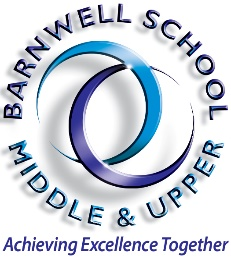 BARNWELL SCHOOL
MIDDLE & UPPER
Achieving Excellence Together